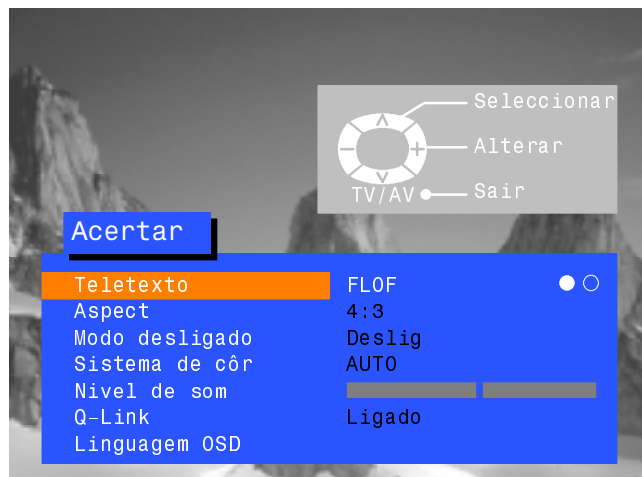 Seleccionar
Alterar
TV/AV Sair
Acertar
Teletexto FLOF
Aspect 4:3
Modo desligado Deslig
Sistema de côr AUTO
Nivel de som
Q-Link Ligado
Linguagem OSD